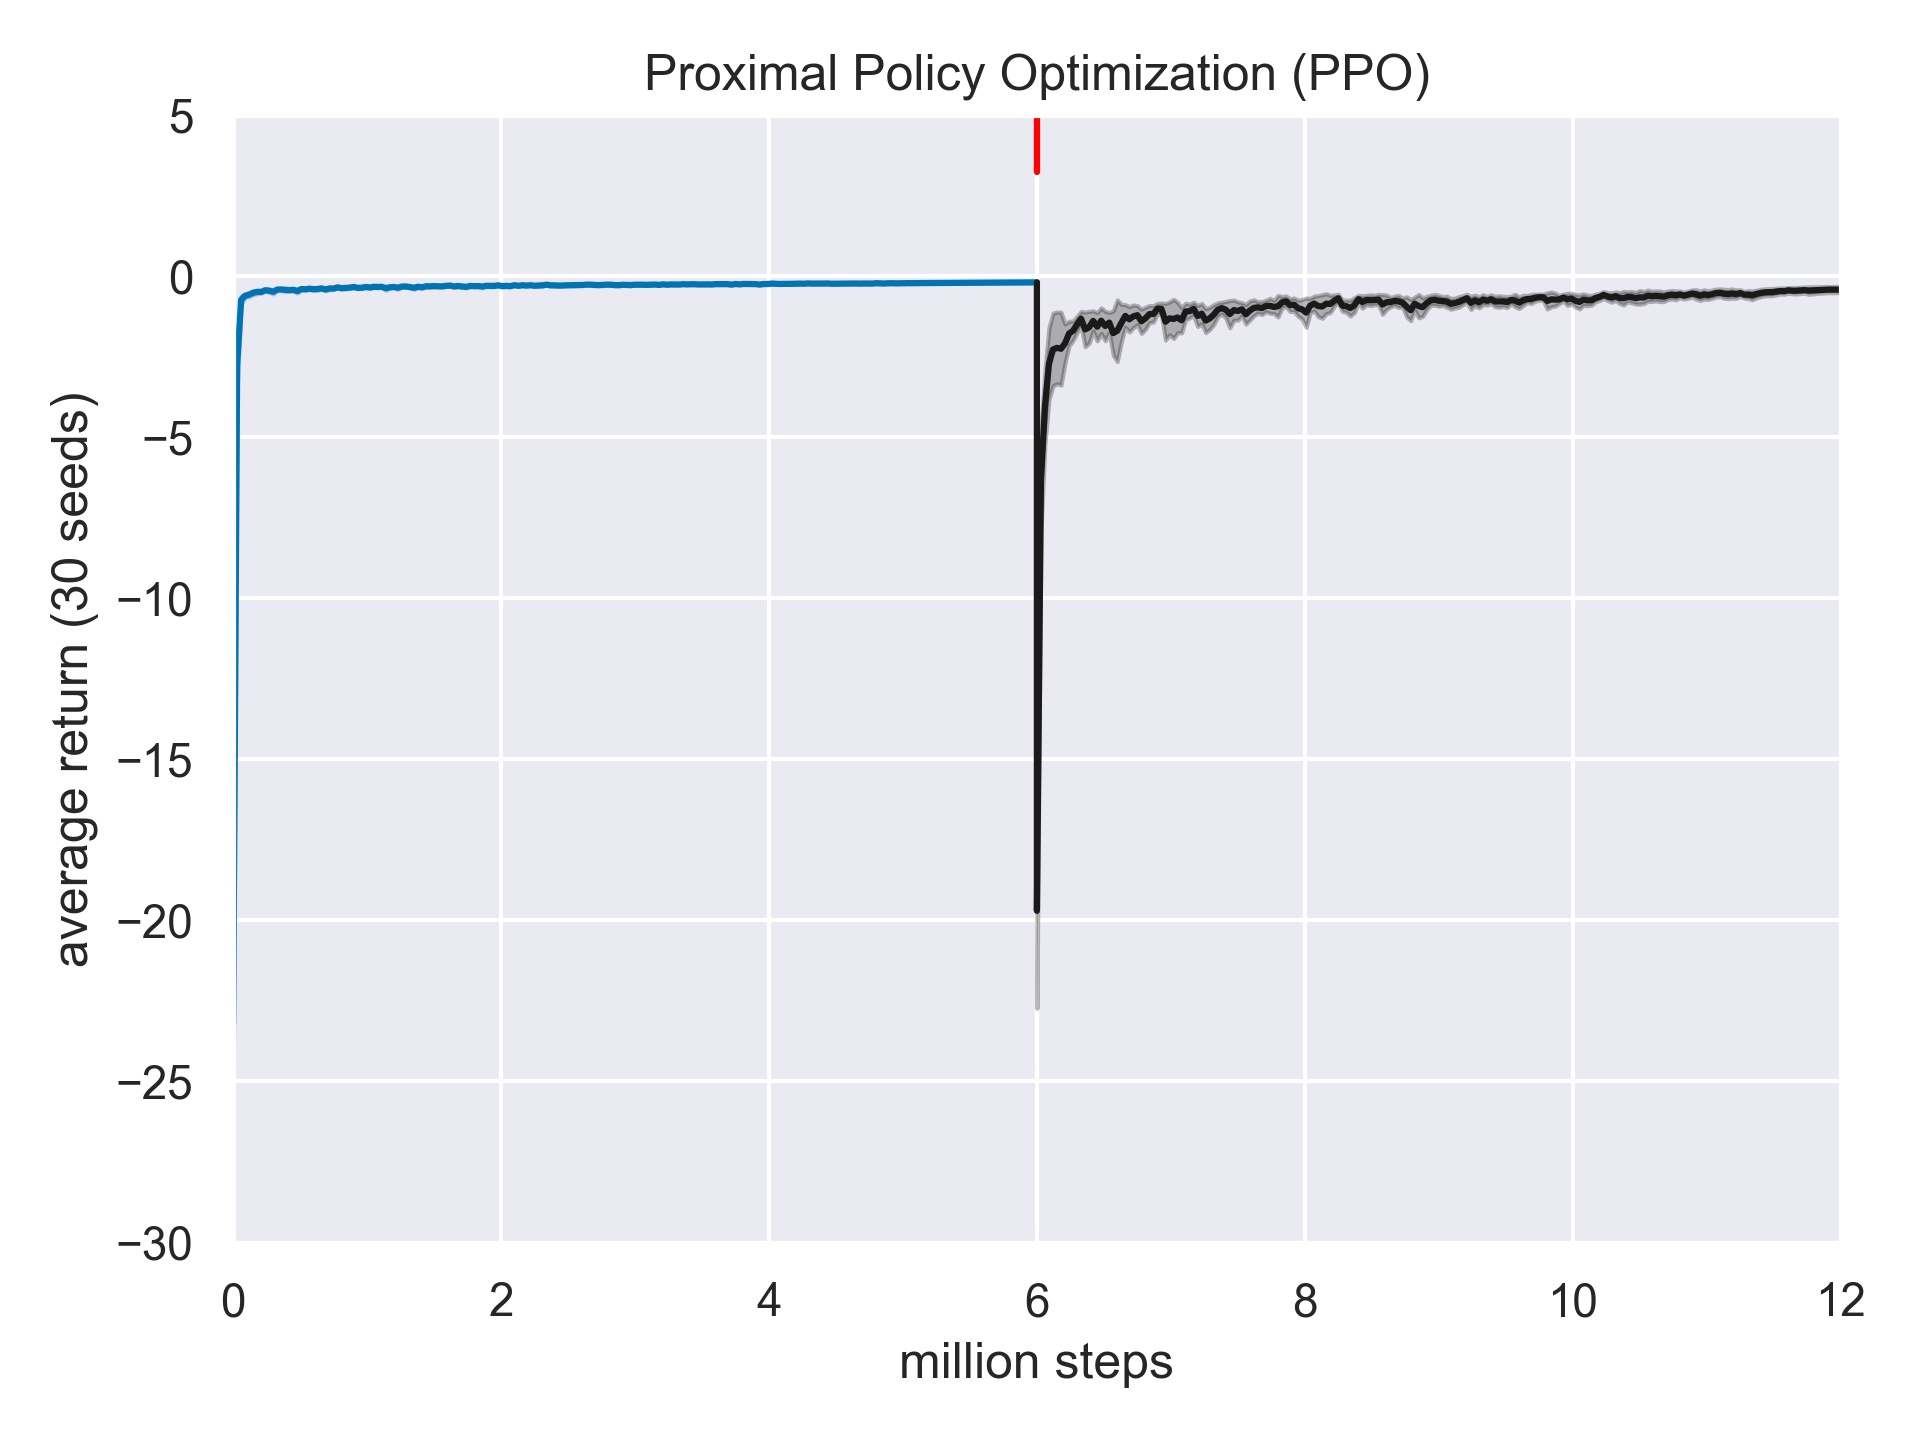 Proximal Policy Optimization (PPO)
5
0
−5
−10
−15
−20
−25
−30
average return (30 seeds)
0 2 4 6 8 10 12
million steps